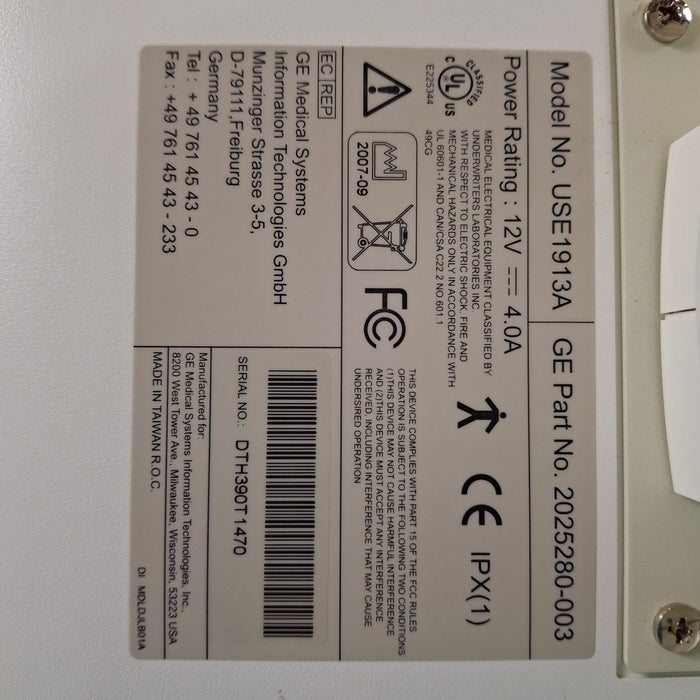 Model No. USE1913A
GE Part No. 2025280-003
Power Rating : 12V 4.0A
IPX(1)
CLASSIFIED
C UL US
E225344
MEDICAL ELECTRICAL EQUIPMENT CLASSIFIED BY
UNDERWRITERS LABORATORIES INC.
WITH RESPECT TO ELECTRIC SHOCK, FIRE AND
MECHANICAL HAZARDS ONLY IN ACCORDANCE WITH
UL 60601-1 AND CAN/CSA C22.2 NO.601.1
49CG
2007-09
FC
THIS DEVICE COMPLIES WITH PART 15 OF THE FCC RULES
OPERATION IS SUBJECT TO THE FOLLOWING TWO CONDITIONS
(1)THIS DEVICE MAY NOT CAUSE HARMFUL INTERFERENCE
AND (2)THIS DEVICE MUST ACCEPT ANY INTERFERENCE
RECEIVED, INCLUDING INTERFERENCE THAT MAY CAUSE
UNDERSIRED OPERATION
EC REP
GE Medical Systems
Information Technologies GmbH
Munzinger Strasse 3-5,
D-79111,Freiburg
Germany
Tel : + 49 761 45 43 - 0
Fax : +49 761 45 43 - 233
SERIAL NO.: DTH390T1470
Manufactured for:
GE Medical Systems Information Technologies, Inc.,
8200 West Tower Ave., Milwaukee, Wisconsin, 53223 USA
MADE IN TAIWAN R.O.C.
DI MDLDJLB01A